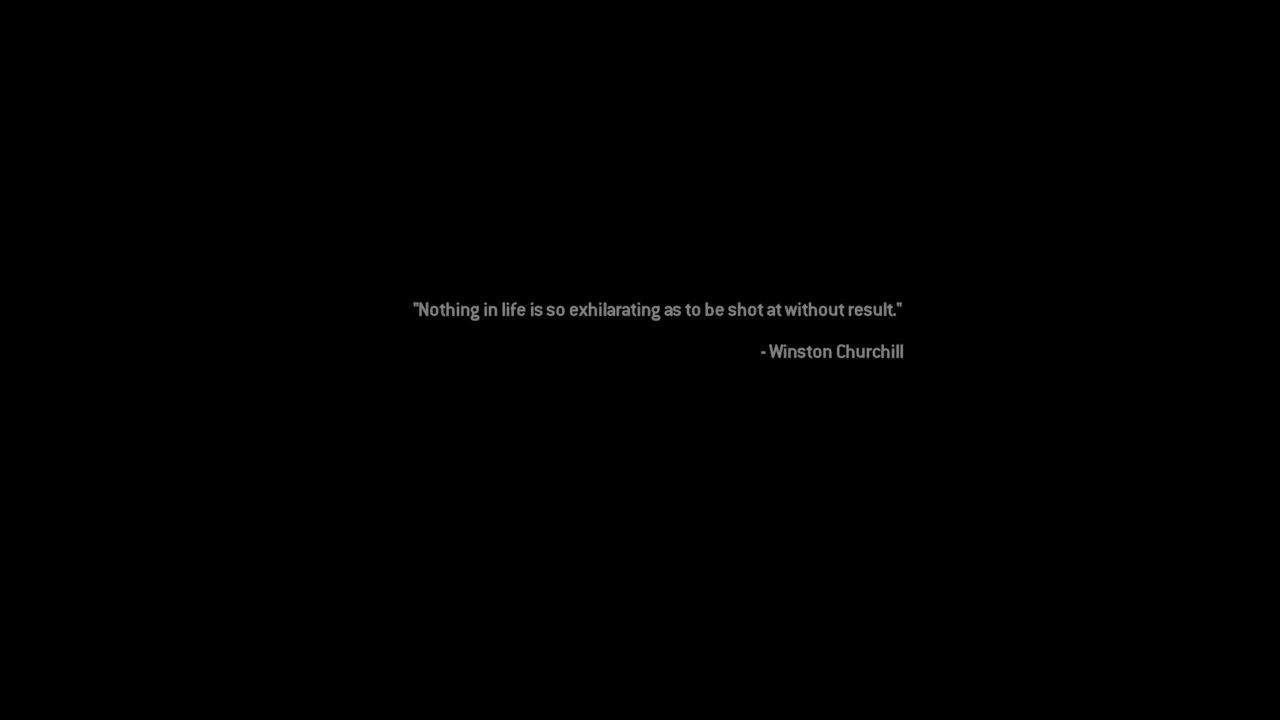 "Nothing in life is so exhilarating as to be shot at without result."
- Winston Churchill